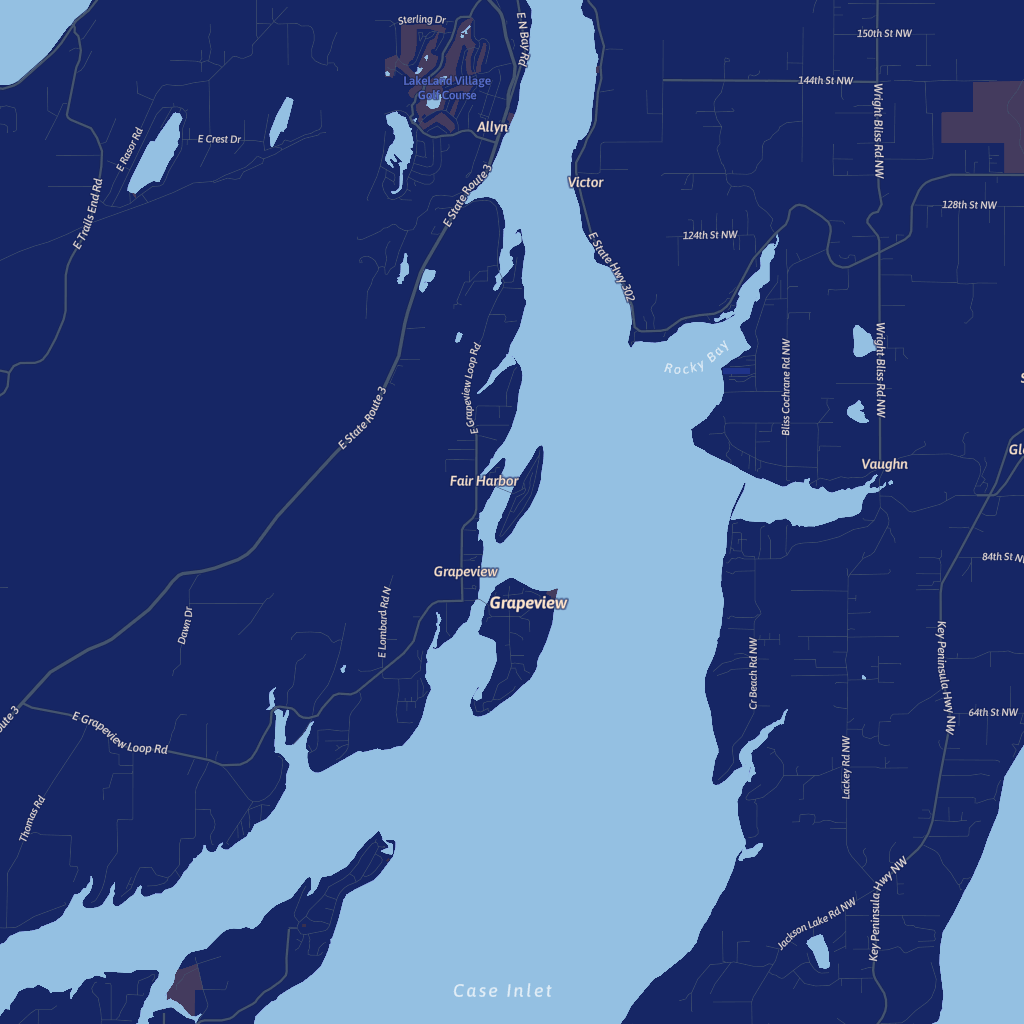 Sterling Dr
E N Bay Rd
150th St NW
LakeLand Village
Golf Course
144th St NW
Wright Bliss Rd NW
Allyn
E Rasor Rd
E Crest Dr
Victor
E State Route 3
E Trails End Rd
128th St NW
124th St NW
E State Hwy 302
Rocky Bay
Wright Bliss Rd NW
Bliss Cochrane Rd NW
E Grapeview Loop Rd
E State Route 3
Vaughn
Fair Harbor
84th St N
Grapeview
Grapeview
Dawn Dr
E Lombard Rd N
Cr Beach Rd NW
Key Peninsula Hwy NW
64th St NW
E Grapeview Loop Rd
Lackey Rd NW
Thomas Rd
Jackson Lake Rd NW
Key Peninsula Hwy NW
Case Inlet